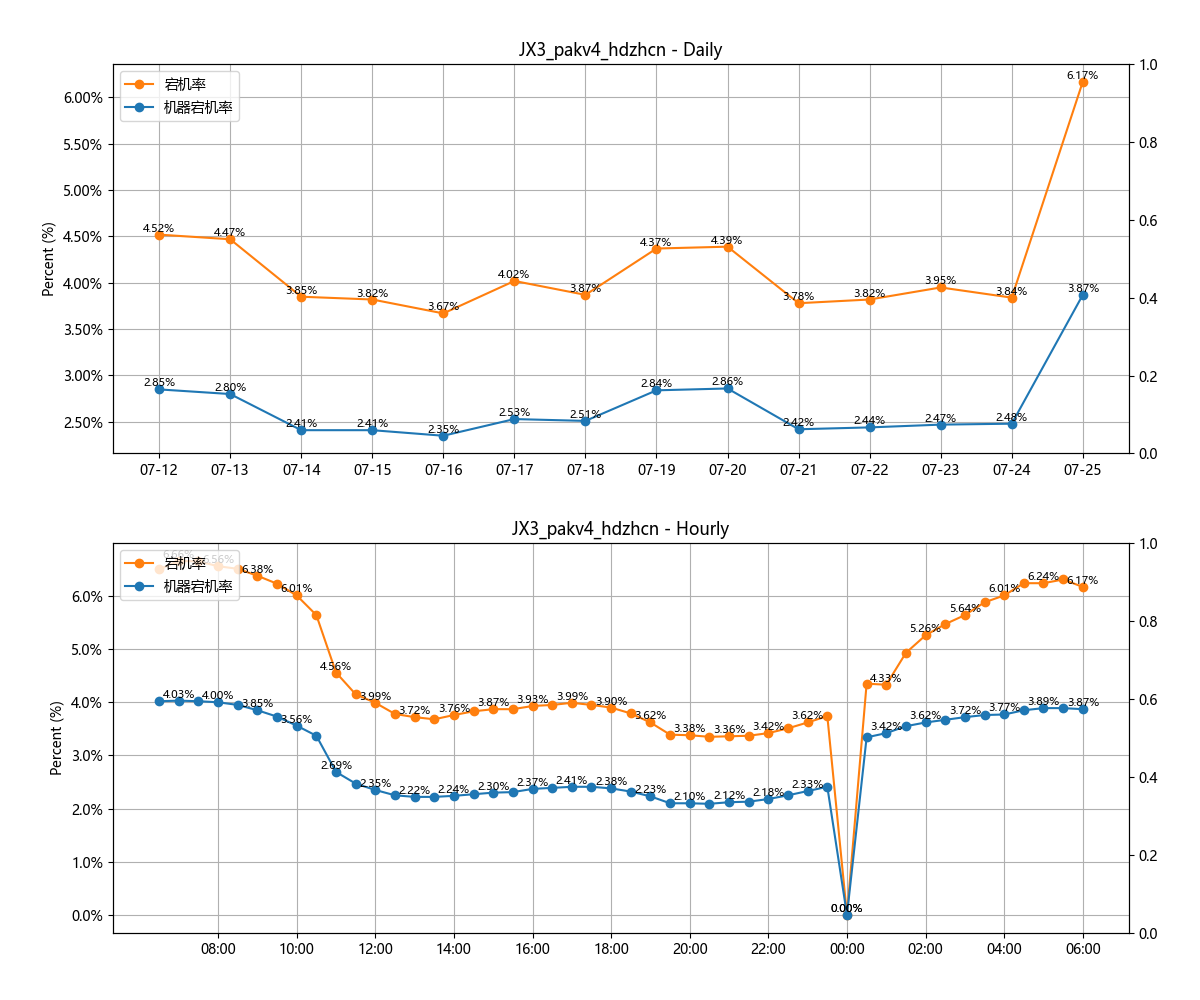 JX3_pakv4_hdzhcn - Daily
宕机率
机器宕机率
Percent (%)
6.00%
5.50%
5.00%
4.50%
4.00%
3.50%
3.00%
2.50%
1.0
0.8
0.6
0.4
0.2
0.0
4.52% 4.47% 3.85% 3.82% 3.67% 4.02% 3.87% 4.37% 4.39% 3.78% 3.82% 3.95% 3.84% 6.17%
2.85% 2.80% 2.41% 2.41% 2.35% 2.53% 2.51% 2.84% 2.86% 2.42% 2.44% 2.47% 2.48% 3.87%
07-12 07-13 07-14 07-15 07-16 07-17 07-18 07-19 07-20 07-21 07-22 07-23 07-24 07-25
JX3_pakv4_hdzhcn - Hourly
宕机率
机器宕机率
Percent (%)
6.0%
5.0%
4.0%
3.0%
2.0%
1.0%
0.0%
1.0
0.8
0.6
0.4
0.2
0.0
6.66% 6.56% 6.38% 6.01% 4.56% 3.99% 3.72% 3.76% 3.87% 3.93% 3.99% 3.90% 3.62% 3.38% 3.36% 3.42% 3.62% 0.00% 4.33% 5.26% 5.64% 6.01% 6.24% 6.17%
4.03% 4.00% 3.85% 3.56% 2.69% 2.35% 2.22% 2.24% 2.30% 2.37% 2.41% 2.38% 2.23% 2.10% 2.12% 2.18% 2.33% 0.00% 3.42% 3.62% 3.72% 3.77% 3.89% 3.87%
08:00 10:00 12:00 14:00 16:00 18:00 20:00 22:00 00:00 02:00 04:00 06:00